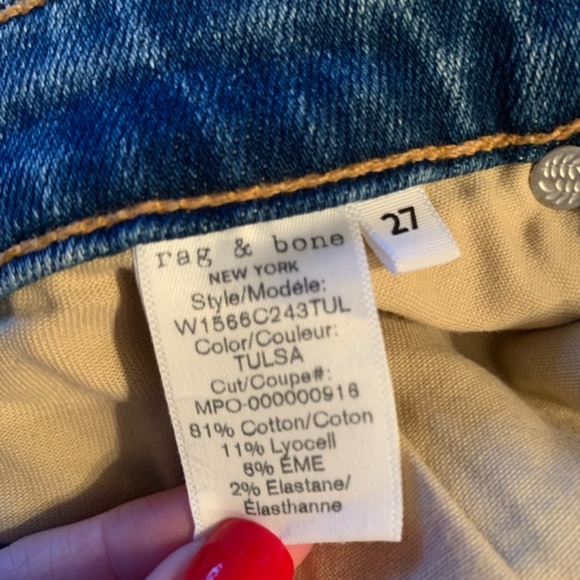 rag & bone
NEW YORK
Style/Modèle:
W1566C243TUL
Color/Couleur:
TULSA
Cut/Coupe#:
MPO-000000916
81% Cotton/Coton
11% Lyocell
6% EME
2% Elastane/
Élasthanne
27